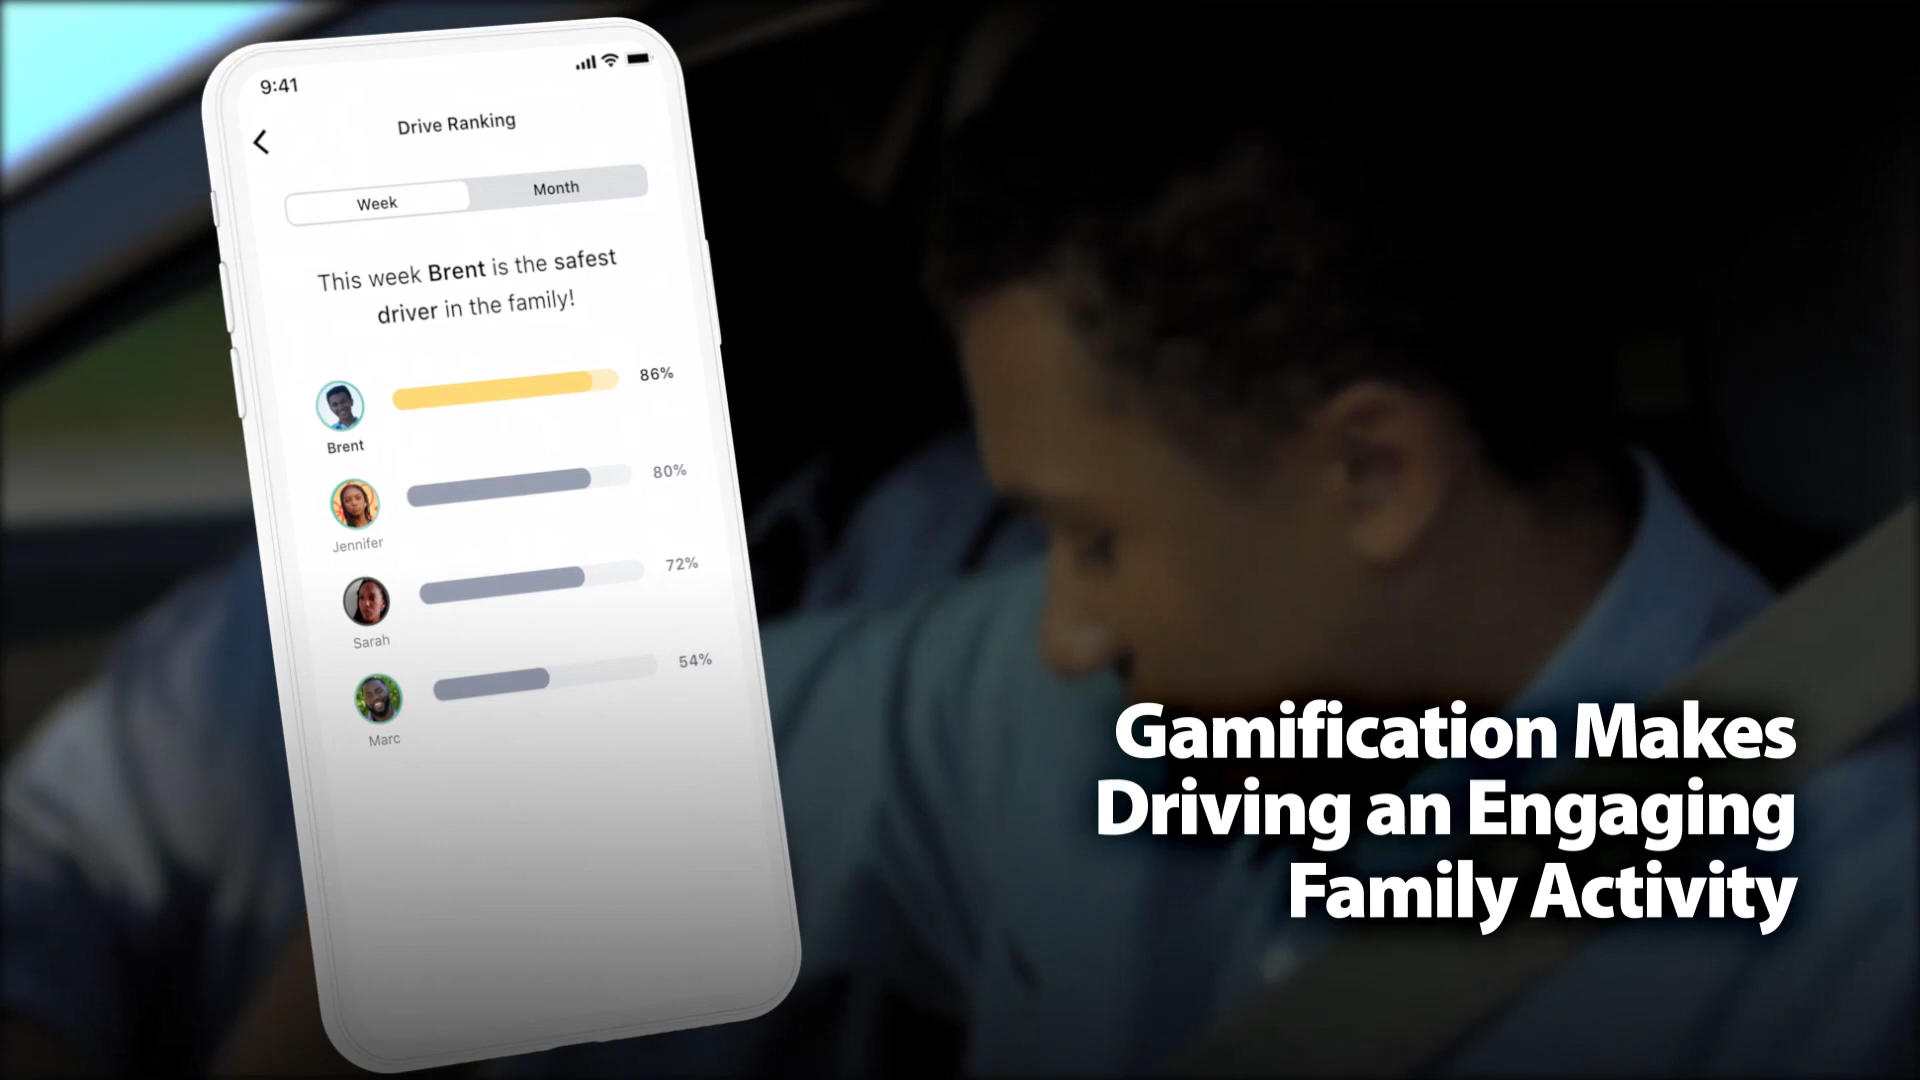 9:41
Drive Ranking
Week
Month
This week Brent is the safest
driver in the family!
86%
Brent
80%
Jennifer
72%
Sarah
54%
Marc
Gamification Makes
Driving an Engaging
Family Activity